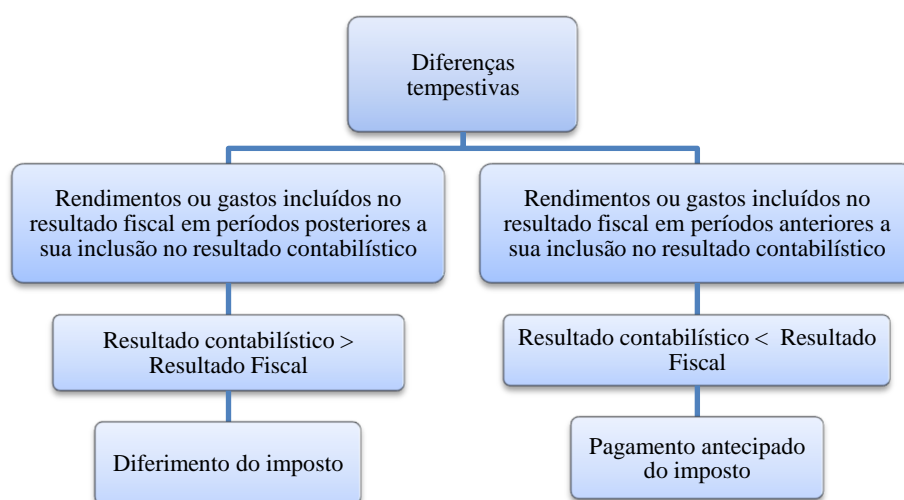 Diferenças
tempestivas
Rendimentos ou gastos incluídos no
resultado fiscal em períodos posteriores a
sua inclusão no resultado contabilístico
Rendimentos ou gastos incluídos no
resultado fiscal em períodos anteriores a
sua inclusão no resultado contabilístico
Resultado contabilístico >
Resultado Fiscal
Resultado contabilístico < Resultado
Fiscal
Diferimento do imposto
Pagamento antecipado
do imposto